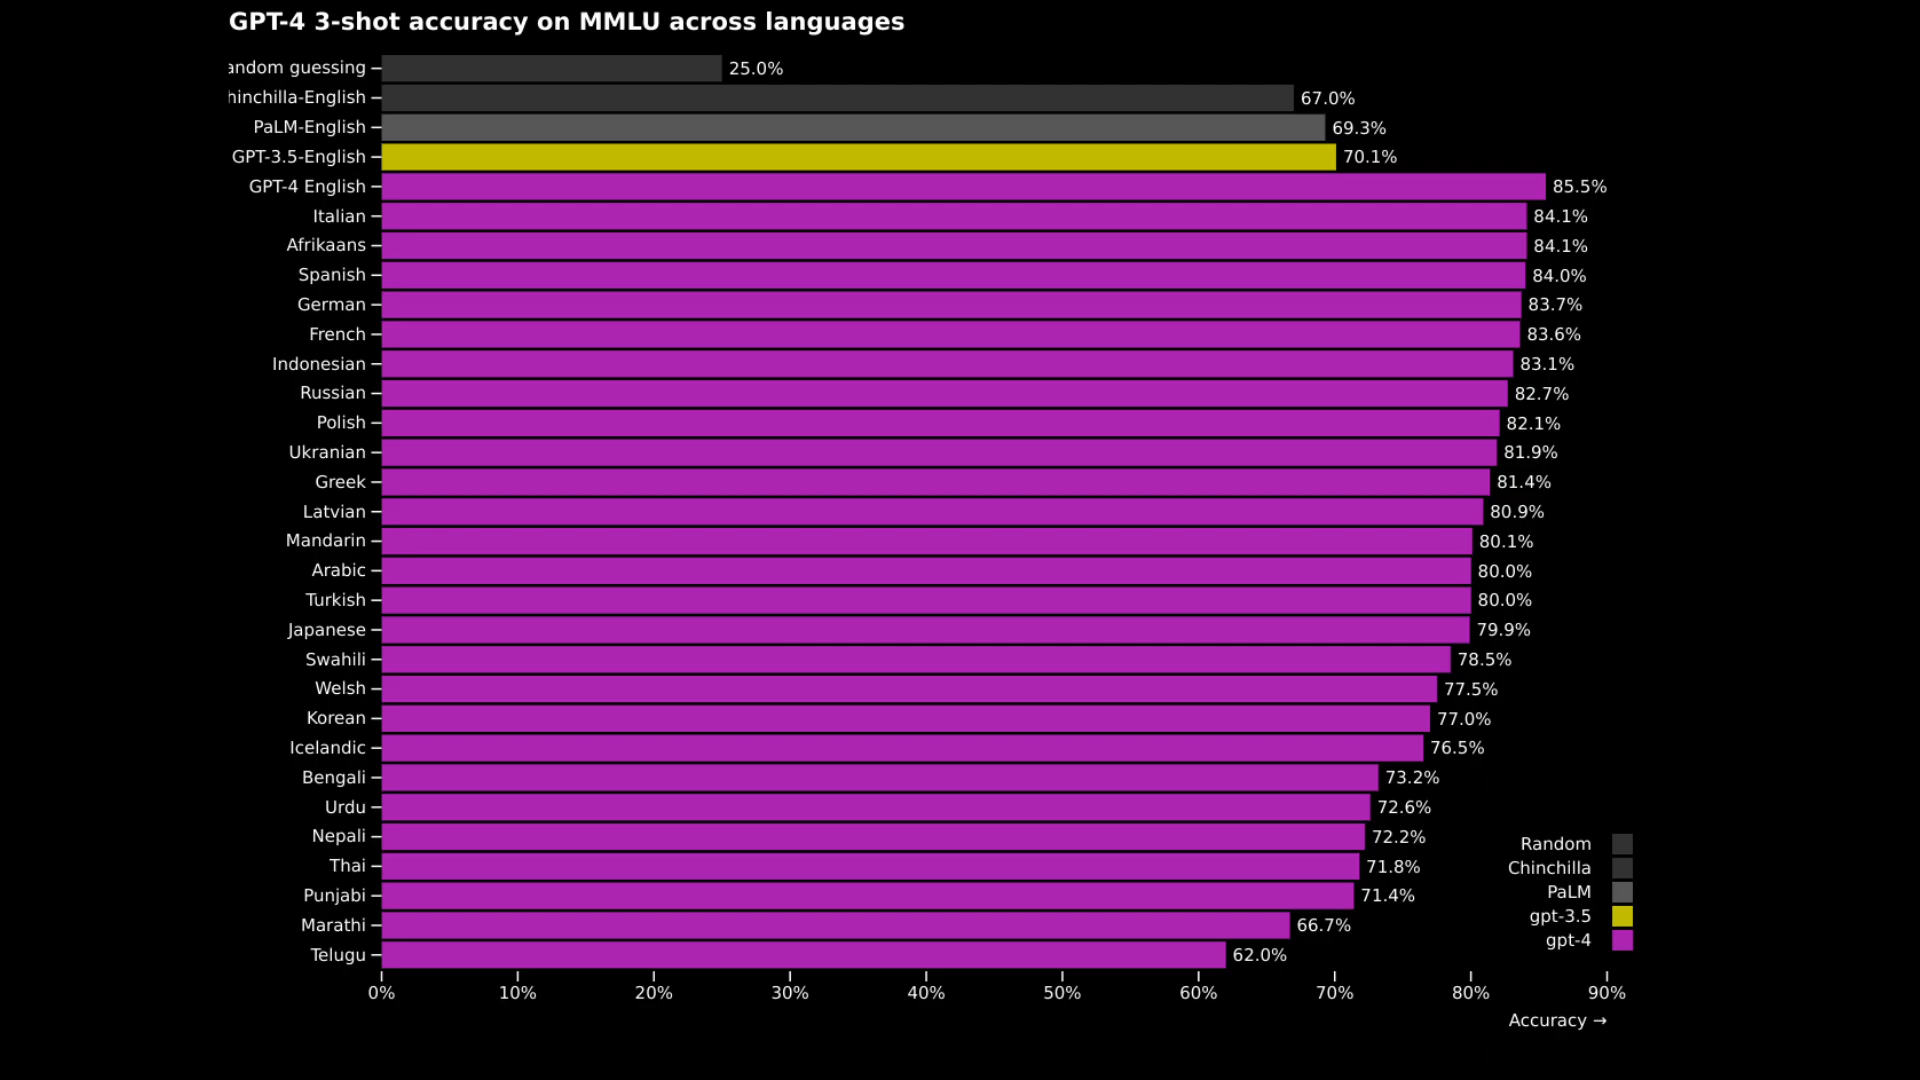 GPT-4 3-shot accuracy on MMLU across languages
andom guessing 25.0%
hinchilla-English 67.0%
PaLM-English 69.3%
GPT-3.5-English 70.1%
GPT-4 English 85.5%
Italian 84.1%
Afrikaans 84.1%
Spanish 84.0%
German 83.7%
French 83.6%
Indonesian 83.1%
Russian 82.7%
Polish 82.1%
Ukranian 81.9%
Greek 81.4%
Latvian 80.9%
Mandarin 80.1%
Arabic 80.0%
Turkish 80.0%
Japanese 79.9%
Swahili 78.5%
Welsh 77.5%
Korean 77.0%
Icelandic 76.5%
Bengali 73.2%
Urdu 72.6%
Nepali 72.2%
Thai 71.8%
Punjabi 71.4%
Marathi 66.7%
Telugu 62.0%
Random
Chinchilla
PaLM
gpt-3.5
gpt-4
0% 10% 20% 30% 40% 50% 60% 70% 80% 90%
Accuracy →